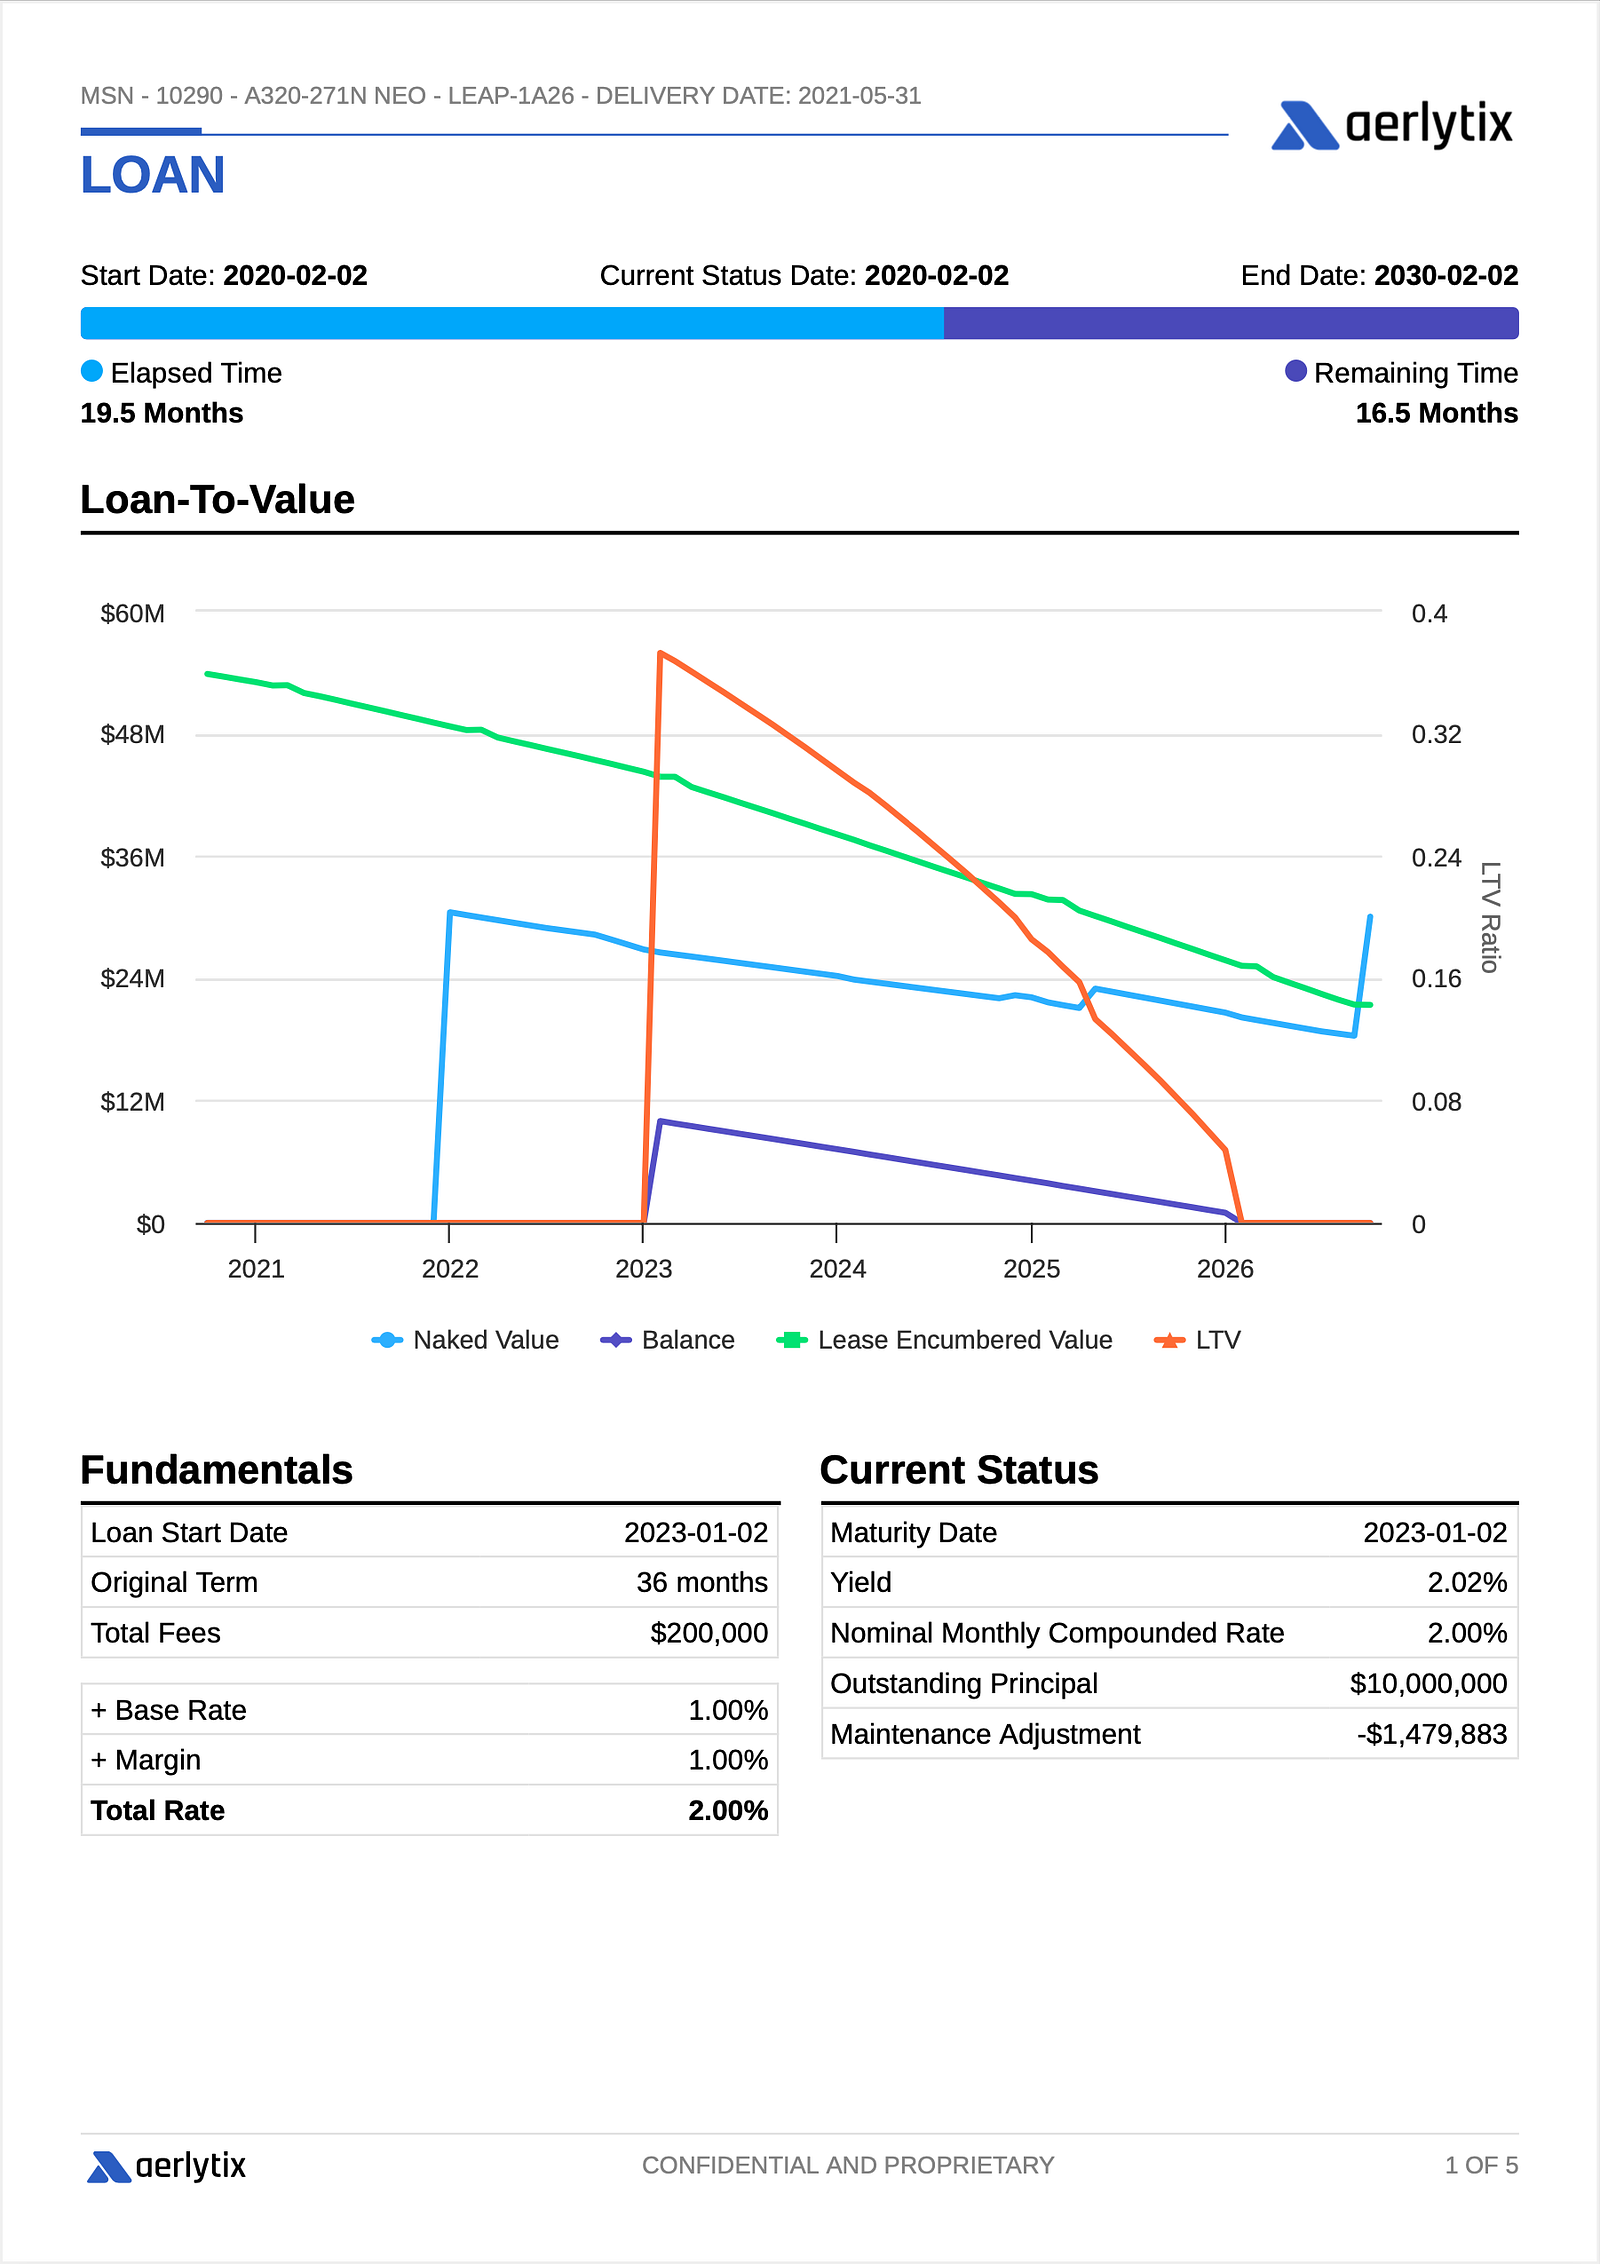 MSN - 10290 - A320-271N NEO - LEAP-1A26 - DELIVERY DATE: 2021-05-31
aerlytix
LOAN
Start Date: 2020-02-02 Current Status Date: 2020-02-02 End Date: 2030-02-02
Elapsed Time Remaining Time
19.5 Months 16.5 Months
Loan-To-Value
$60M 0.4
$48M 0.32
$36M 0.24
$24M 0.16
$12M 0.08
$0 0
LTV Ratio
2021 2022 2023 2024 2025 2026
Naked Value Balance Lease Encumbered Value LTV
Fundamentals
Loan Start Date 2023-01-02
Original Term 36 months
Total Fees $200,000
+ Base Rate 1.00%
+ Margin 1.00%
Total Rate 2.00%
Current Status
Maturity Date 2023-01-02
Yield 2.02%
Nominal Monthly Compounded Rate 2.00%
Outstanding Principal $10,000,000
Maintenance Adjustment -$1,479,883
aerlytix CONFIDENTIAL AND PROPRIETARY 1 OF 5